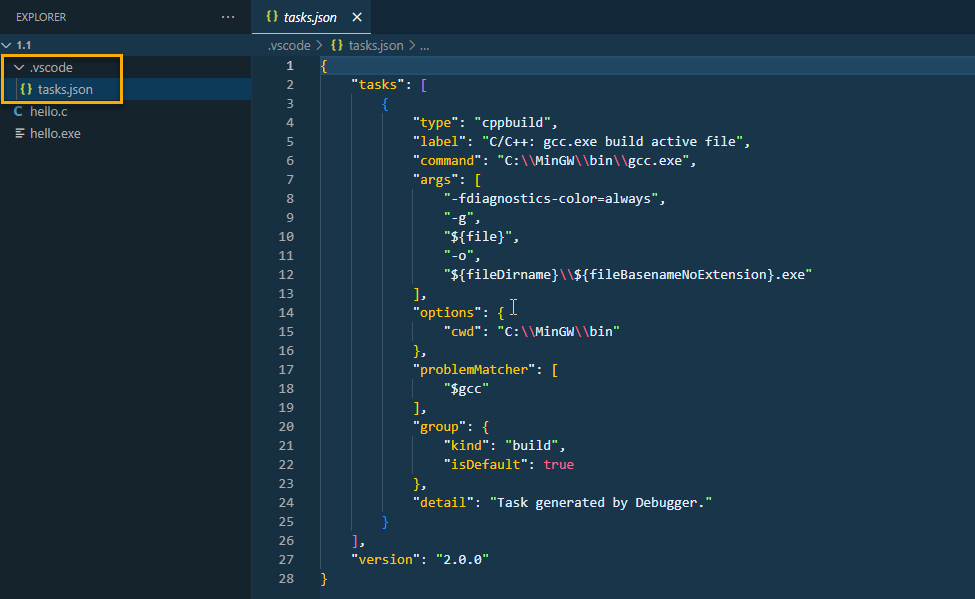 EXPLORER
...
1.1
.vscode
{} tasks.json
C hello.c
hello.exe
{} tasks.json ×
.vscode > {} tasks.json > ...
1 {
2 "tasks": [
3 {
4 "type": "cppbuild",
5 "label": "C/C++: gcc.exe build active file",
6 "command": "C:\\MinGW\\bin\\gcc.exe",
7 "args": [
8 "-fdiagnostics-color=always",
9 "-g",
10 "${file}",
11 "-o",
12 "${fileDirname}\\${fileBasenameNoExtension}.exe"
13 ],
14 "options": {
15 "cwd": "C:\\MinGW\\bin"
16 },
17 "problemMatcher": [
18 "$gcc"
19 ],
20 "group": {
21 "kind": "build",
22 "isDefault": true
23 },
24 "detail": "Task generated by Debugger."
25 }
26 ],
27 "version": "2.0.0"
28 }